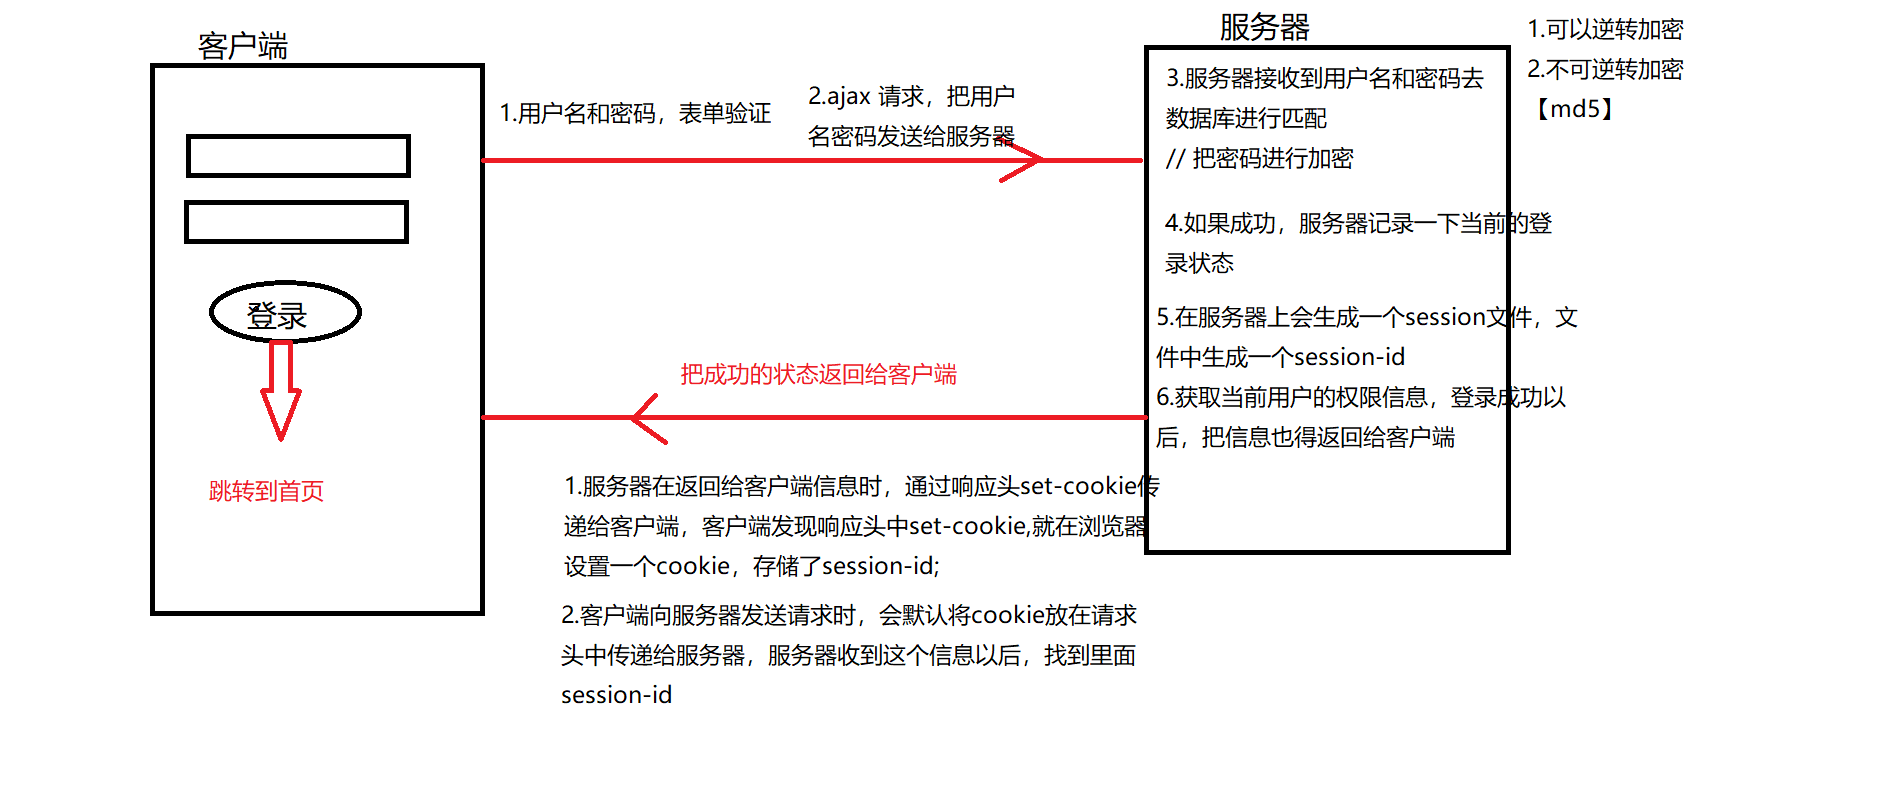 客户端
登录
跳转到首页
1.用户名和密码，表单验证
2.ajax 请求，把用户
名密码发送给服务器
把成功的状态返回给客户端
1.服务器在返回给客户端信息时，通过响应头set-cookie传
递给客户端，客户端发现响应头中set-cookie,就在浏览器
设置一个cookie，存储了session-id;
2.客户端向服务器发送请求时，会默认将cookie放在请求
头中传递给服务器，服务器收到这个信息以后，找到里面
session-id
服务器
3.服务器接收到用户名和密码去
数据库进行匹配
// 把密码进行加密
4.如果成功，服务器记录一下当前的登
录状态
5.在服务器上会生成一个session文件，文
件中生成一个session-id
6.获取当前用户的权限信息，登录成功以
后，把信息也得返回给客户端
1.可以逆转加密
2.不可逆转加密
【md5】